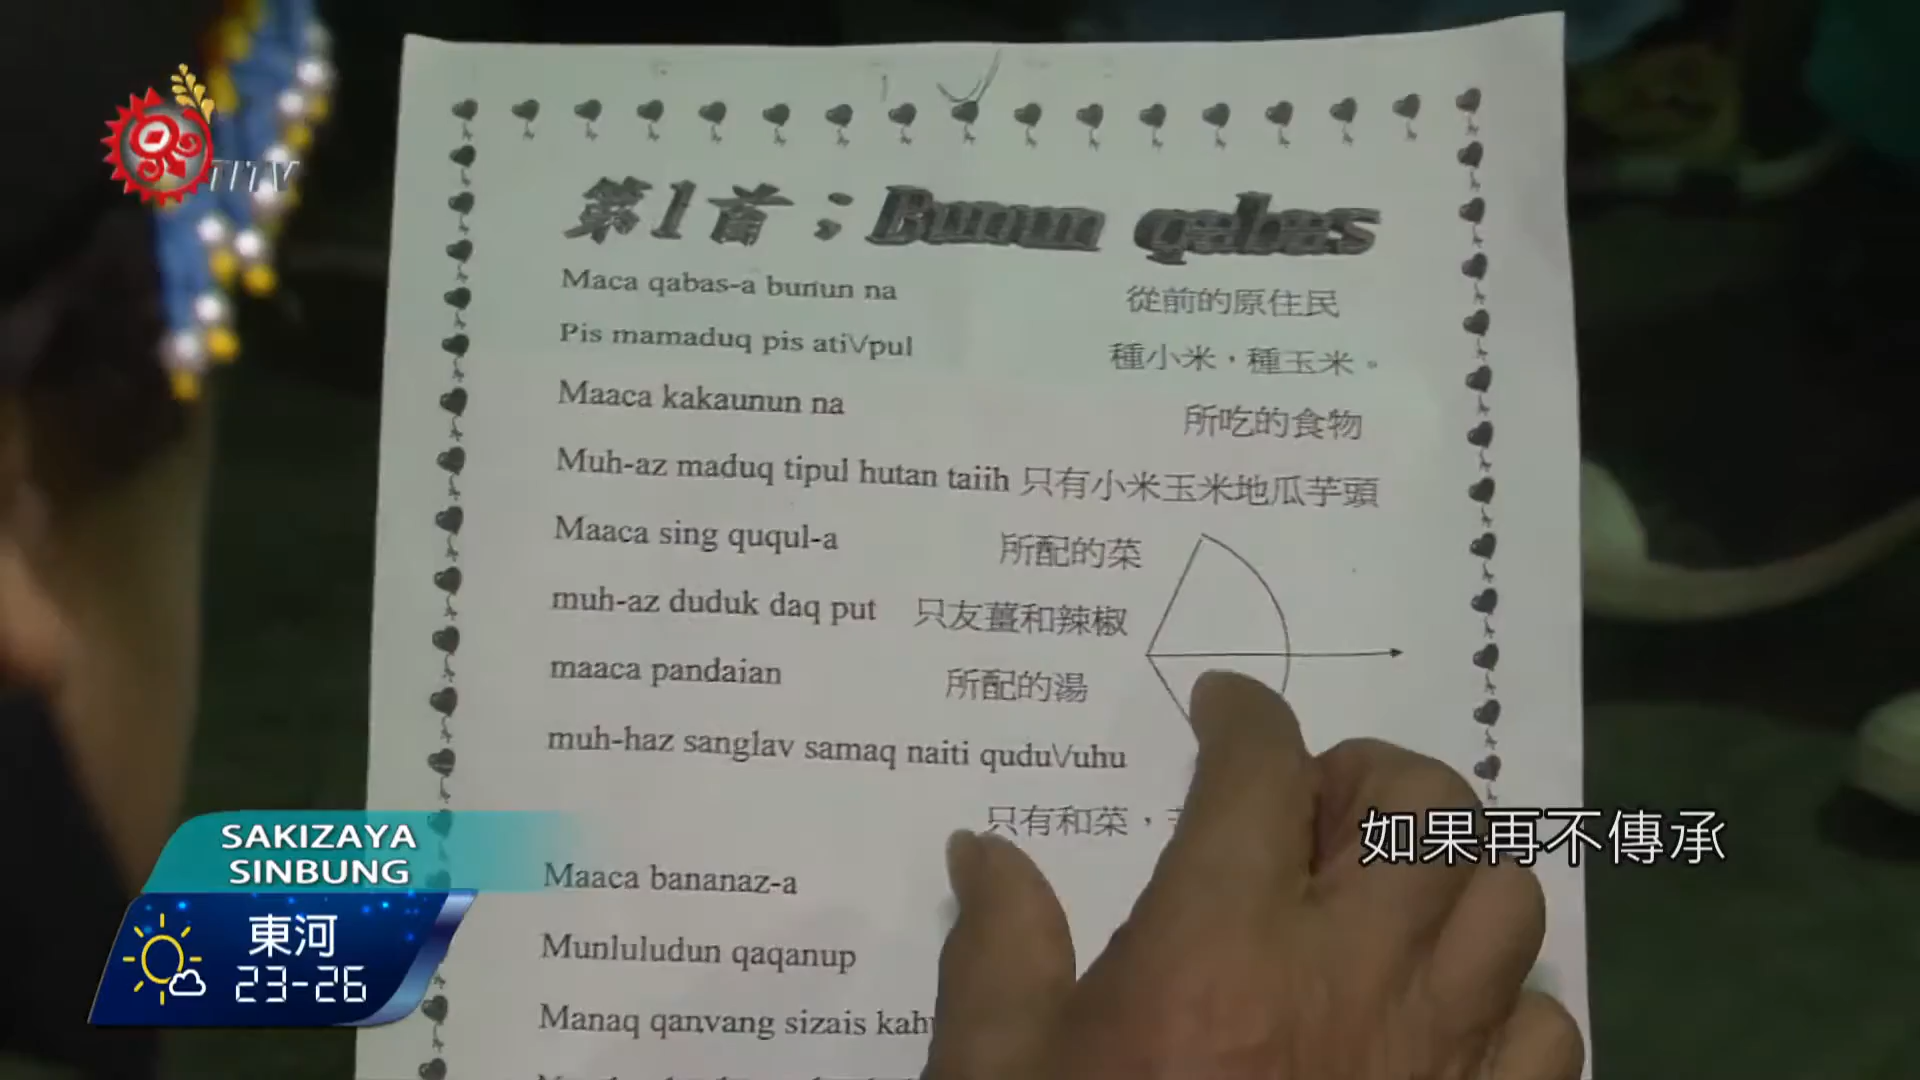 TITV
第1首；Bunun qabas
Maca qabas-a bunun na 從前的原住民
Pis mamaduq pis ati\/pul 種小米，種玉米。
Maaca kakaunun na 所吃的食物
Muh-az maduq tipul hutan taiih 只有小米玉米地瓜芋頭
Maaca sing ququl-a 所配的菜
muh-az duduk daq put 只友薑和辣椒
maaca pandaian 所配的湯
muh-haz sanglav samaq naiti qudu\/uhu
只有和菜，
Maaca bananaz-a
Munluludun qaqanup
Manaq qanvang sizais
如果再不傳承
SAKIZAYA
SINBUNG
東河
23-26